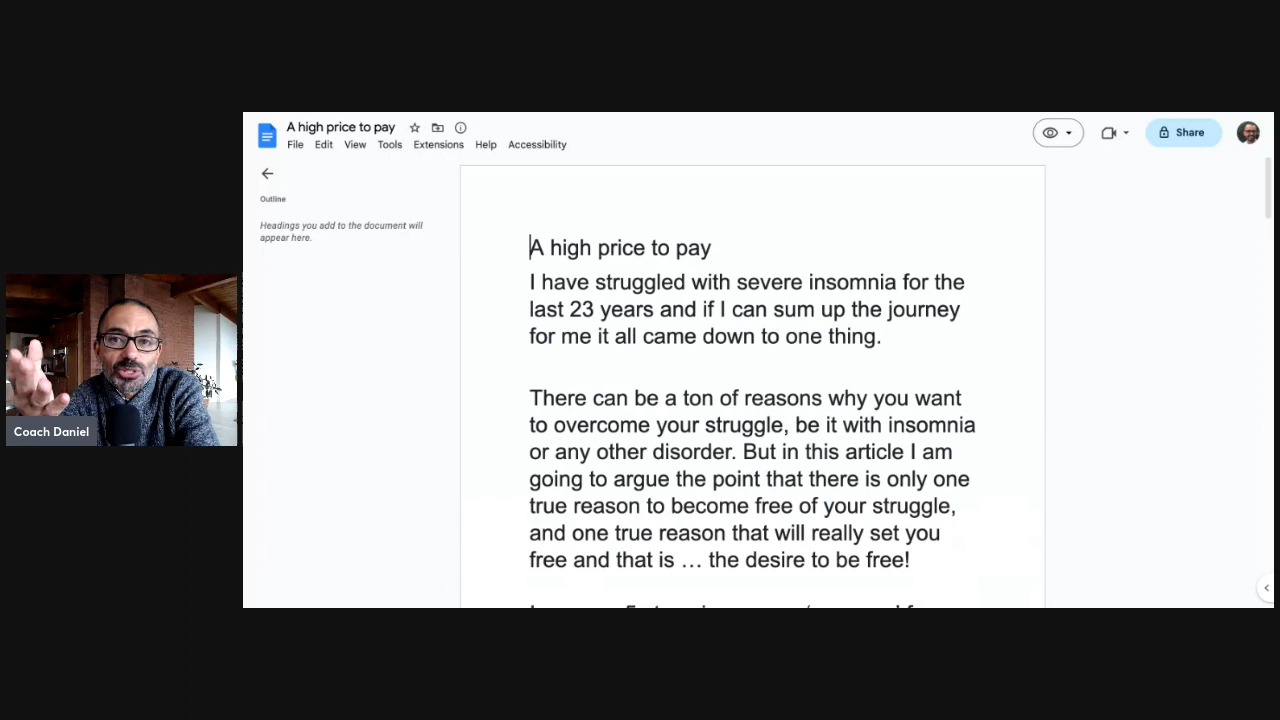 A high price to pay
File Edit View Tools Extensions Help Accessibility
Share
Outline
Headings you add to the document will
appear here.
A high price to pay
I have struggled with severe insomnia for the
last 23 years and if I can sum up the journey
for me it all came down to one thing.
There can be a ton of reasons why you want
to overcome your struggle, be it with insomnia
or any other disorder. But in this article I am
going to argue the point that there is only one
true reason to become free of your struggle,
and one true reason that will really set you
free and that is … the desire to be free!
Coach Daniel